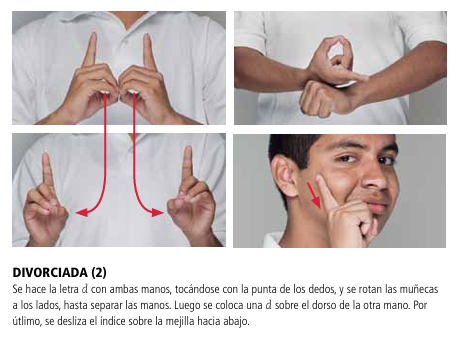 DIVORCIADA (2)
Se hace la letra d con ambas manos, tocándose con la punta de los dedos, y se rotan las muñecas
a los lados, hasta separar las manos. Luego se coloca una d sobre el dorso de la otra mano. Por
útlimo, se desliza el índice sobre la mejilla hacia abajo.